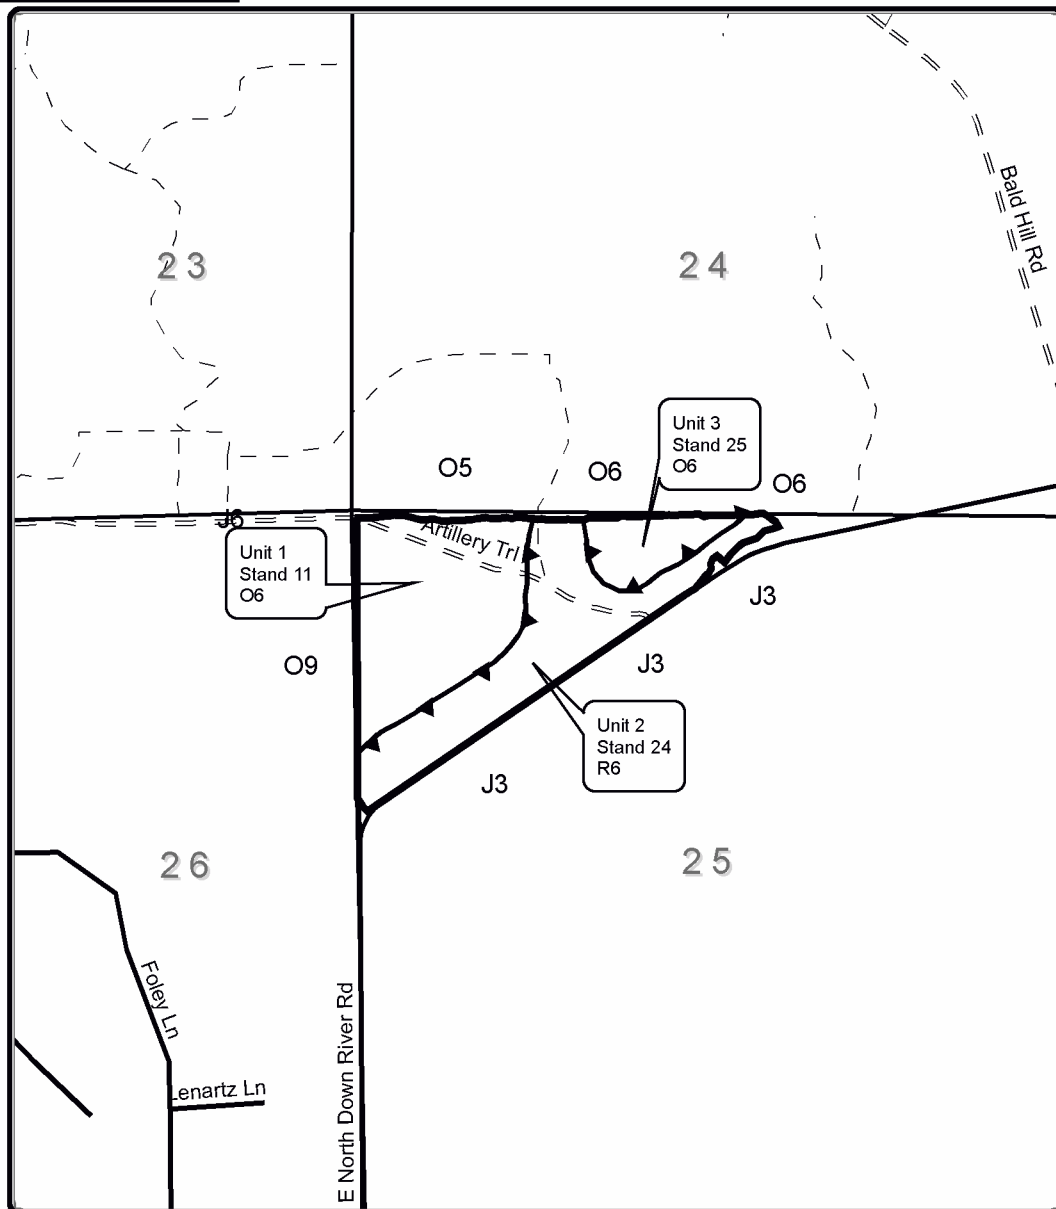 Bald Hill Rd
23
24
Unit 3
Stand 25
O6
O5
O6
O6
J6
Artillery Trl
Unit 1
Stand 11
O6
J3
O9
J3
Unit 2
Stand 24
R6
J3
26
25
Foley Ln
E North Down River Rd
Lenartz Ln